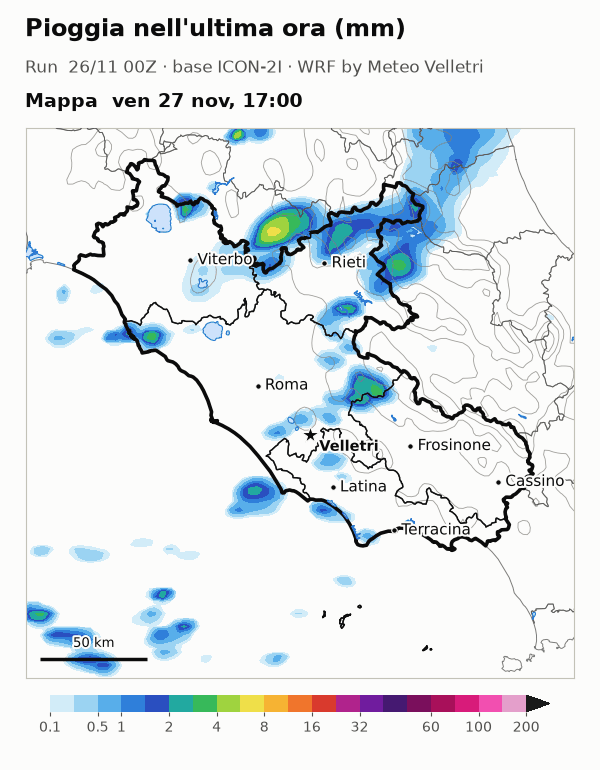 Pioggia nell'ultima ora (mm)
Run  26/11 00Z · base ICON-2I · WRF by Meteo Velletri
Mappa  ven 27 nov, 17:00
Viterbo
Rieti
Roma
Velletri
Frosinone
Cassino
Latina
Terracina
50 km
0.1 0.5 1 2 4 8 16 32 60 100 200